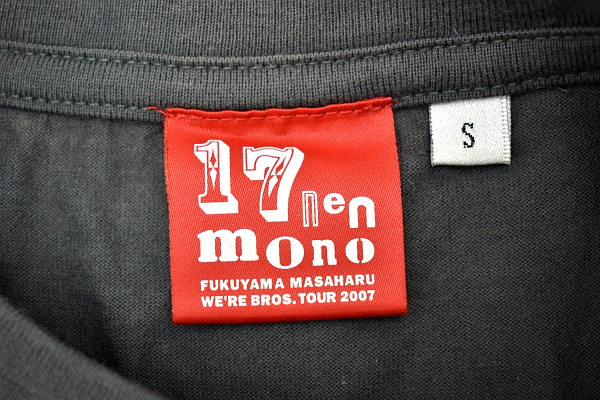 17nen
mono
FUKUYAMA MASAHARU
WE'RE BROS. TOUR 2007
S